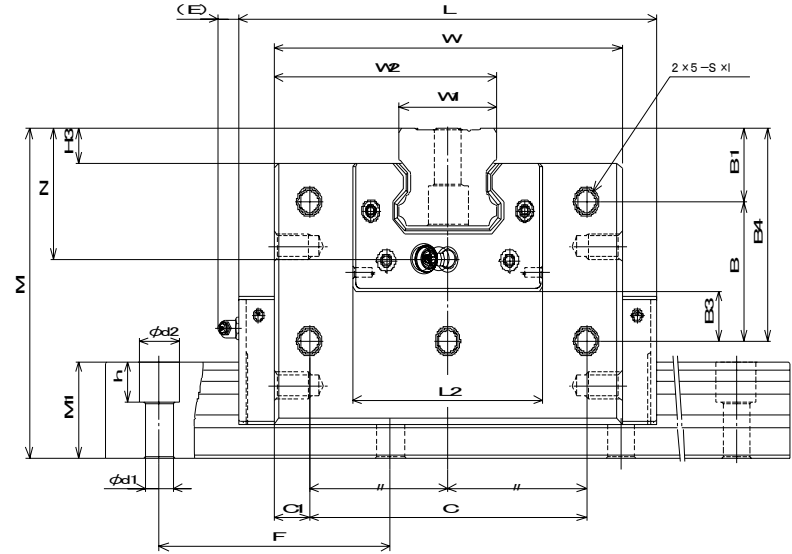 (E)
L
W
W2
W1
2×5-S×l
H3
N
M
B1
B4
B
B3
φd2
h
M1
L2
φd1
〃
〃
C1
C
F